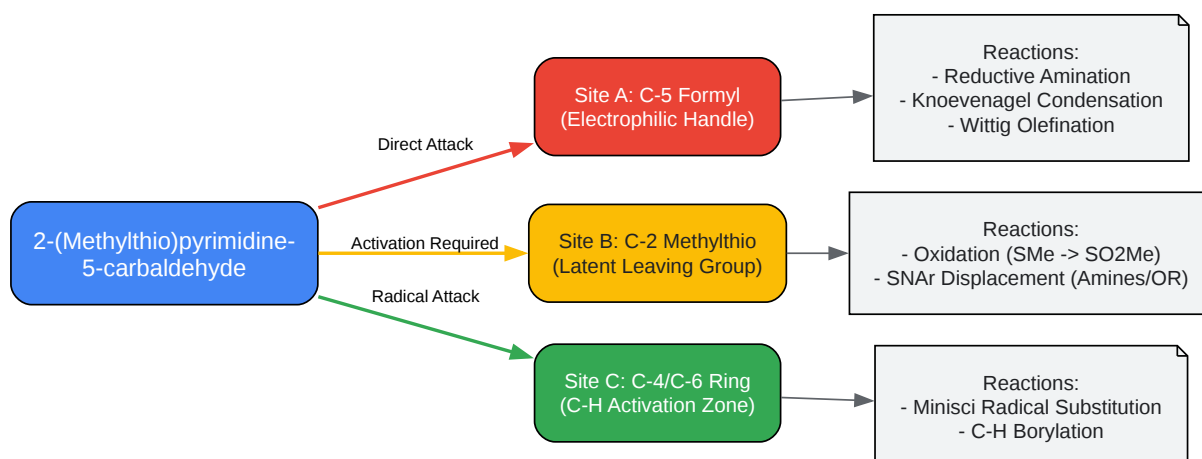 2-(Methylthio)pyrimidine-
5-carbaldehyde
Direct Attack
Activation Required
Radical Attack
Site A: C-5 Formyl
(Electrophilic Handle)
Site B: C-2 Methylthio
(Latent Leaving Group)
Site C: C-4/C-6 Ring
(C-H Activation Zone)
Reactions:
- Reductive Amination
- Knoevenagel Condensation
- Wittig Olefination
Reactions:
- Oxidation (SMe -> SO2Me)
- SNAr Displacement (Amines/OR)
Reactions:
- Minisci Radical Substitution
- C-H Borylation